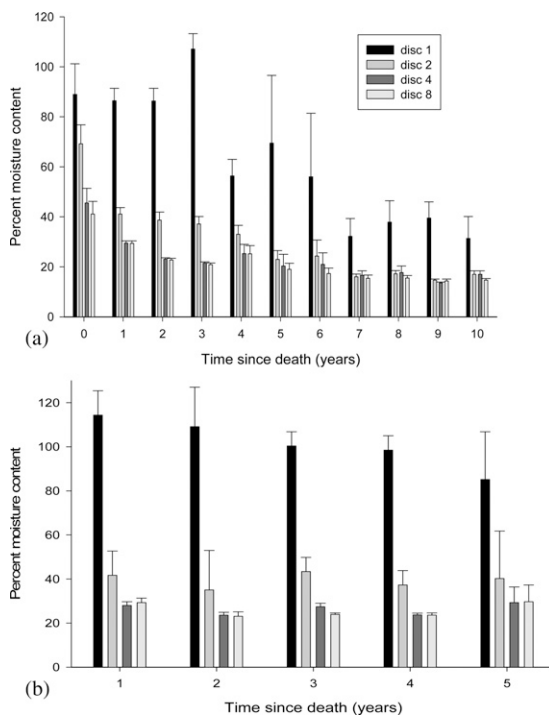 120
100
80
60
40
20
0
Percent moisture content
disc 1
disc 2
disc 4
disc 8
0 1 2 3 4 5 6 7 8 9 10
(a)
Time since death (years)
120
100
80
60
40
20
0
Percent moisture content
1 2 3 4 5
(b)
Time since death (years)